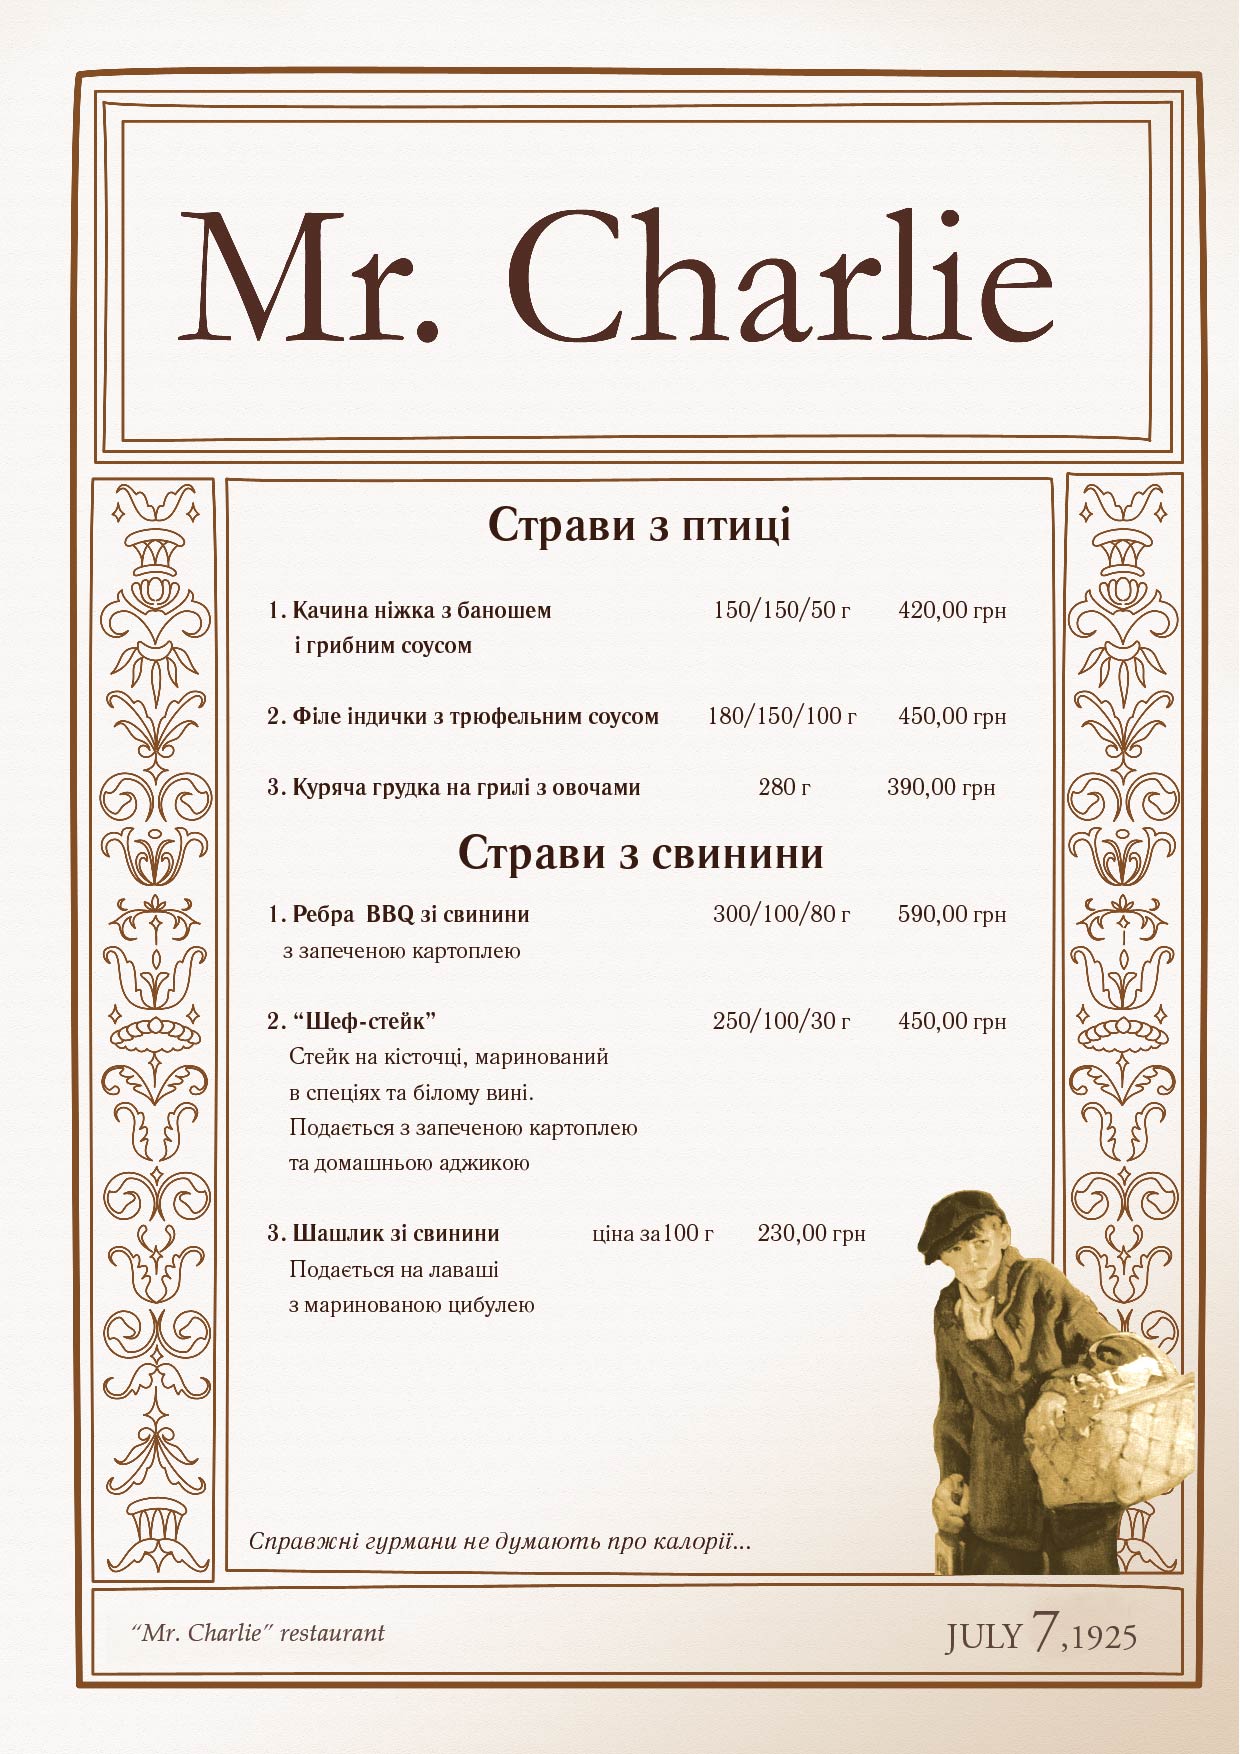 Mr. Charlie
Страви з птиці
1. Качина ніжка з баношем 150/150/50 г 420,00 грн
і грибним соусом
2. Філе індички з трюфельним соусом 180/150/100 г 450,00 грн
3. Куряча грудка на грилі з овочами 280 г 390,00 грн
Страви з свинини
1. Ребра BBQ зі свинини 300/100/80 г 590,00 грн
з запеченою картоплею
2. “Шеф-стейк” 250/100/30 г 450,00 грн
Стейк на кісточці, маринований
в спеціях та білому вині.
Подається з запеченою картоплею
та домашньою аджикою
3. Шашлик зі свинини ціна за100 г 230,00 грн
Подається на лаваші
з маринованою цибулею
Справжні гурмани не думають про калорії...
“Mr. Charlie” restaurant JULY 7,1925